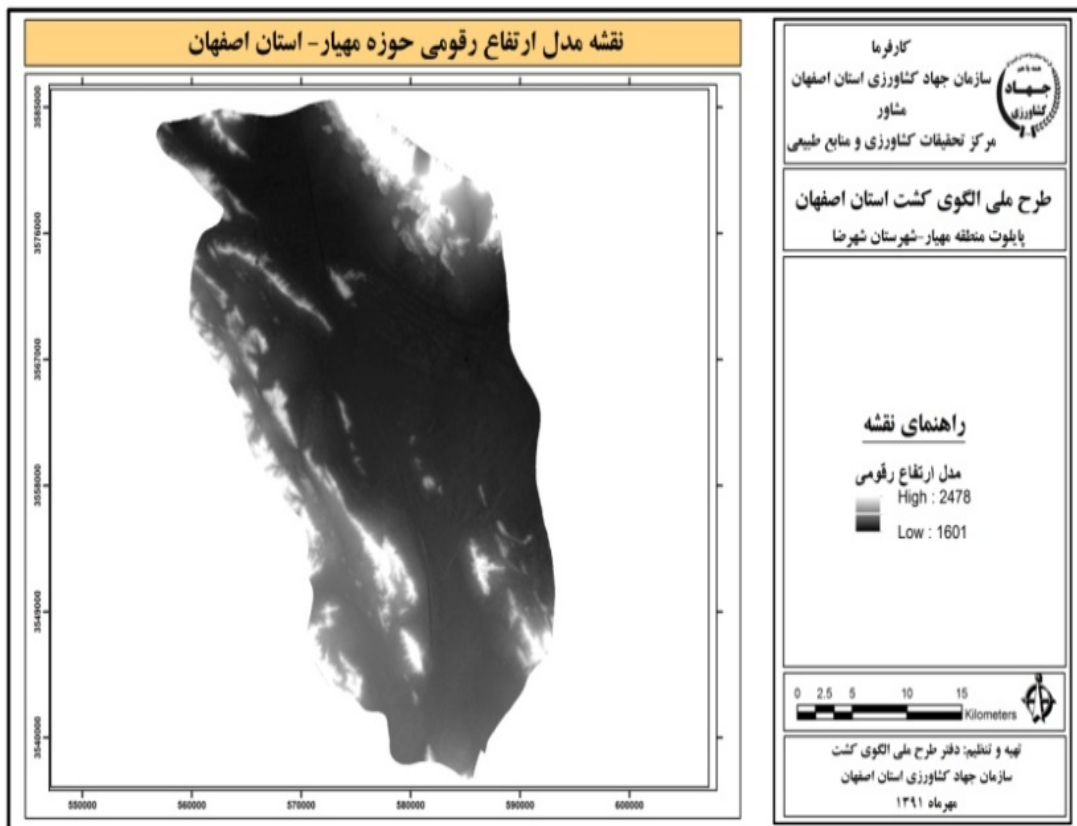 نقشه مدل ارتفاع رقومی حوزه مهیار- استان اصفهان
کارفرما
سازمان جهاد کشاورزی استان اصفهان
مشاور
مرکز تحقیقات کشاورزی و منابع طبیعی
همه با هم
جهاد
کشاورزی
طرح ملی الگوی کشت استان اصفهان
پایلوت منطقه مهیار-شهرستان شهرضا
راهنمای نقشه
مدل ارتفاع رقومی
High : 2478
Low : 1601
0 2.5 5 10 15
Kilometers
تهیه و تنظیم: دفتر طرح ملی الگوی کشت
سازمان جهاد کشاورزی استان اصفهان
مهرماه ۱۳۹۱
3585000
3576000
3567000
3558000
3549000
3540000
550000 560000 570000 580000 590000 600000